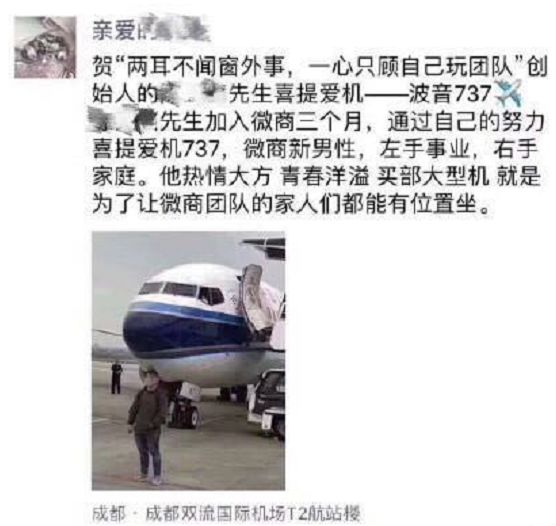 亲爱的
贺“两耳不闻窗外事，一心只顾自己玩团队”创
始人的 先生喜提爱机——波音737✈️
先生加入微商三个月，通过自己的努力
喜提爱机737，微商新男性，左手事业，右手
家庭。他热情大方 青春洋溢 买部大型机 就是
为了让微商团队的家人们都能有位置坐。
成都·成都双流国际机场T2航站楼